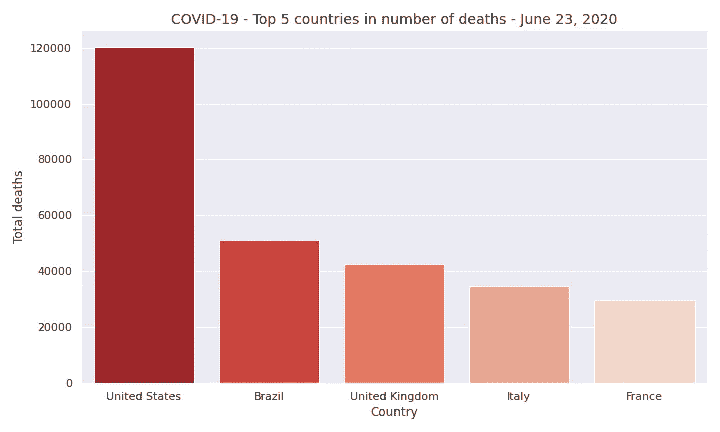 COVID-19 - Top 5 countries in number of deaths - June 23, 2020
Total deaths
120000
100000
80000
60000
40000
20000
0
United States Brazil United Kingdom Italy France
Country